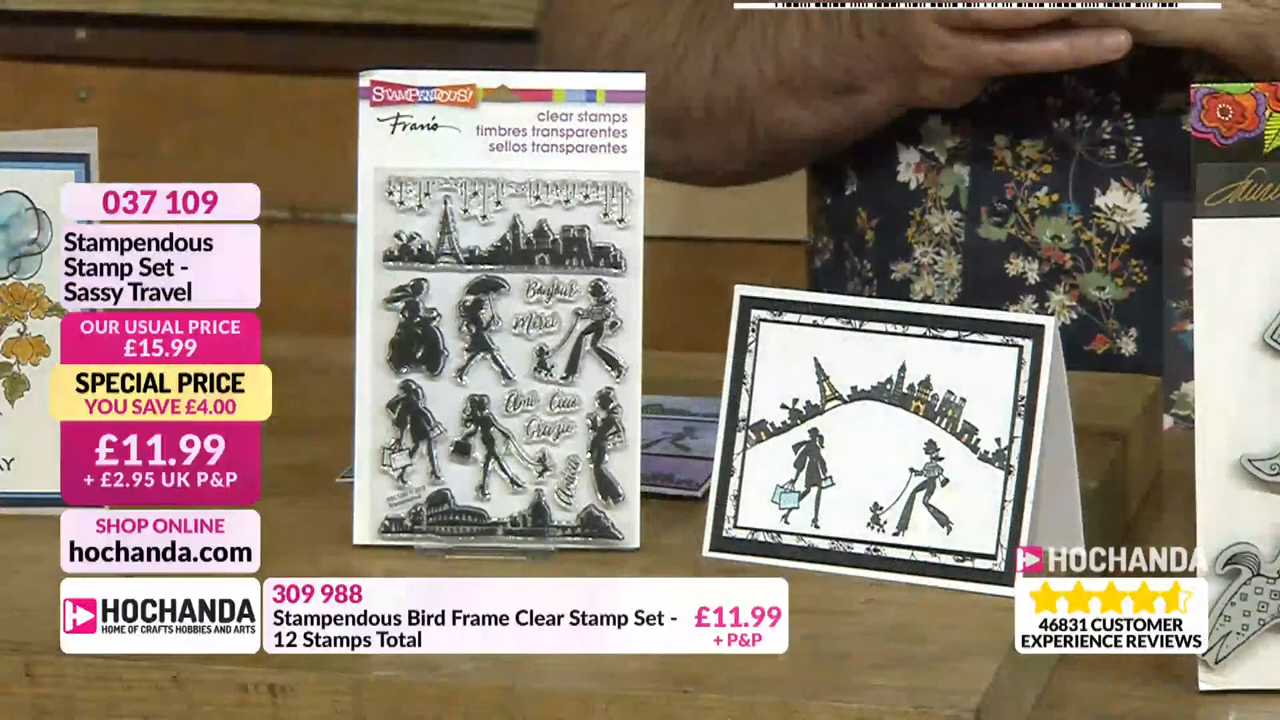 STAMPENDOUS!
Fran's
clear stamps
timbres transparentes
sellos transparentes
Bonjour
Merci
Ami Ciao
Grazie
Amico
037 109
Stampendous
Stamp Set -
Sassy Travel
OUR USUAL PRICE
£15.99
SPECIAL PRICE
YOU SAVE £4.00
£11.99
+ £2.95 UK P&P
SHOP ONLINE
hochanda.com
HOCHANDA
HOME OF CRAFTS HOBBIES AND ARTS
309 988
Stampendous Bird Frame Clear Stamp Set -
12 Stamps Total
£11.99
+ P&P
HOCHANDA
46831 CUSTOMER
EXPERIENCE REVIEWS